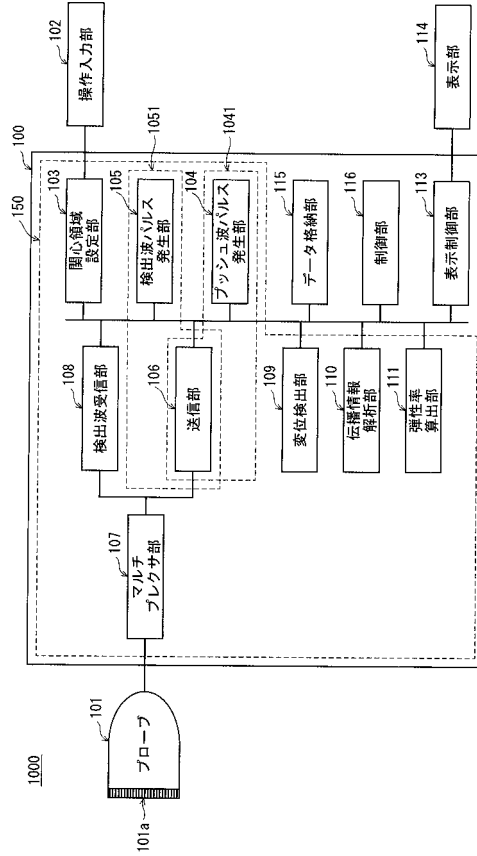 1000
101a
101
プローブ
107
マルチ
プレクサ部
100
150
108
検出波受信部
106
送信部
109
変位検出部
110
伝播情報
解析部
111
弾性率
算出部
103
関心領域
設定部
1051
105
検出波パルス
発生部
1041
104
プッシュ波パルス
発生部
115
データ格納部
116
制御部
113
表示制御部
102
操作入力部
114
表示部